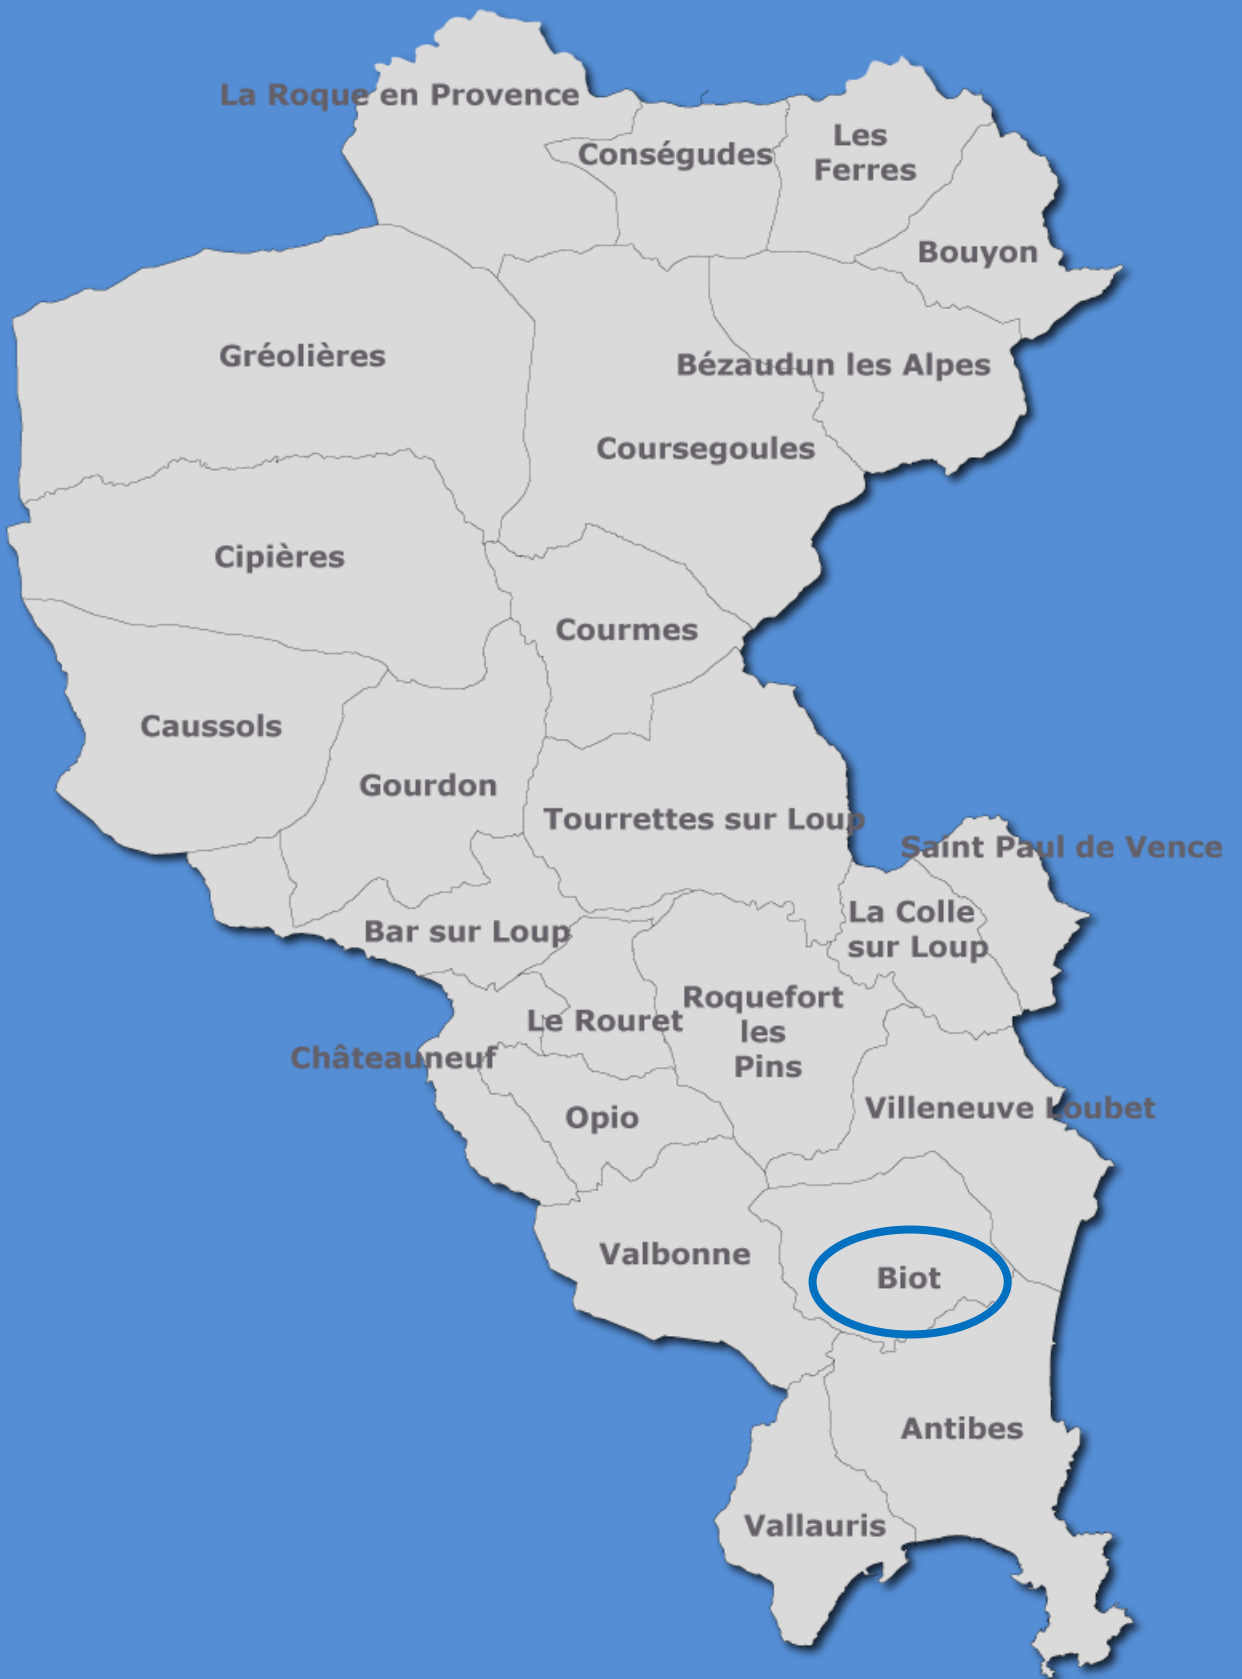 La Roque en Provence
Conségudes
Les
Ferres
Bouyon
Gréolières
Bézaudun les Alpes
Coursegoules
Cipières
Courmes
Caussols
Gourdon
Tourrettes sur Loup
Saint Paul de Vence
La Colle
sur Loup
Bar sur Loup
Roquefort
les
Pins
Le Rouret
Châteauneuf
Opio
Villeneuve Loubet
Valbonne
Biot
Antibes
Vallauris